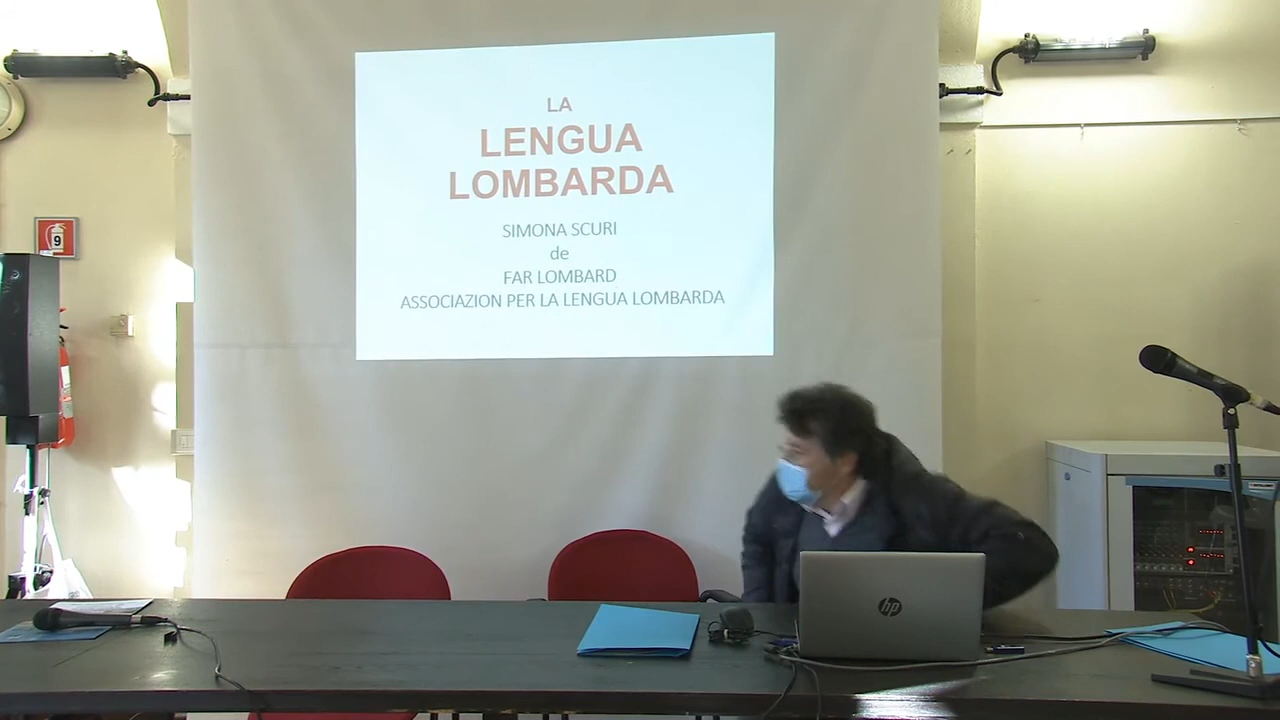 LA
LENGUA
LOMBARDA
SIMONA SCURI
de
FAR LOMBARD
ASSOCIAZION PER LA LENGUA LOMBARDA
9
hp